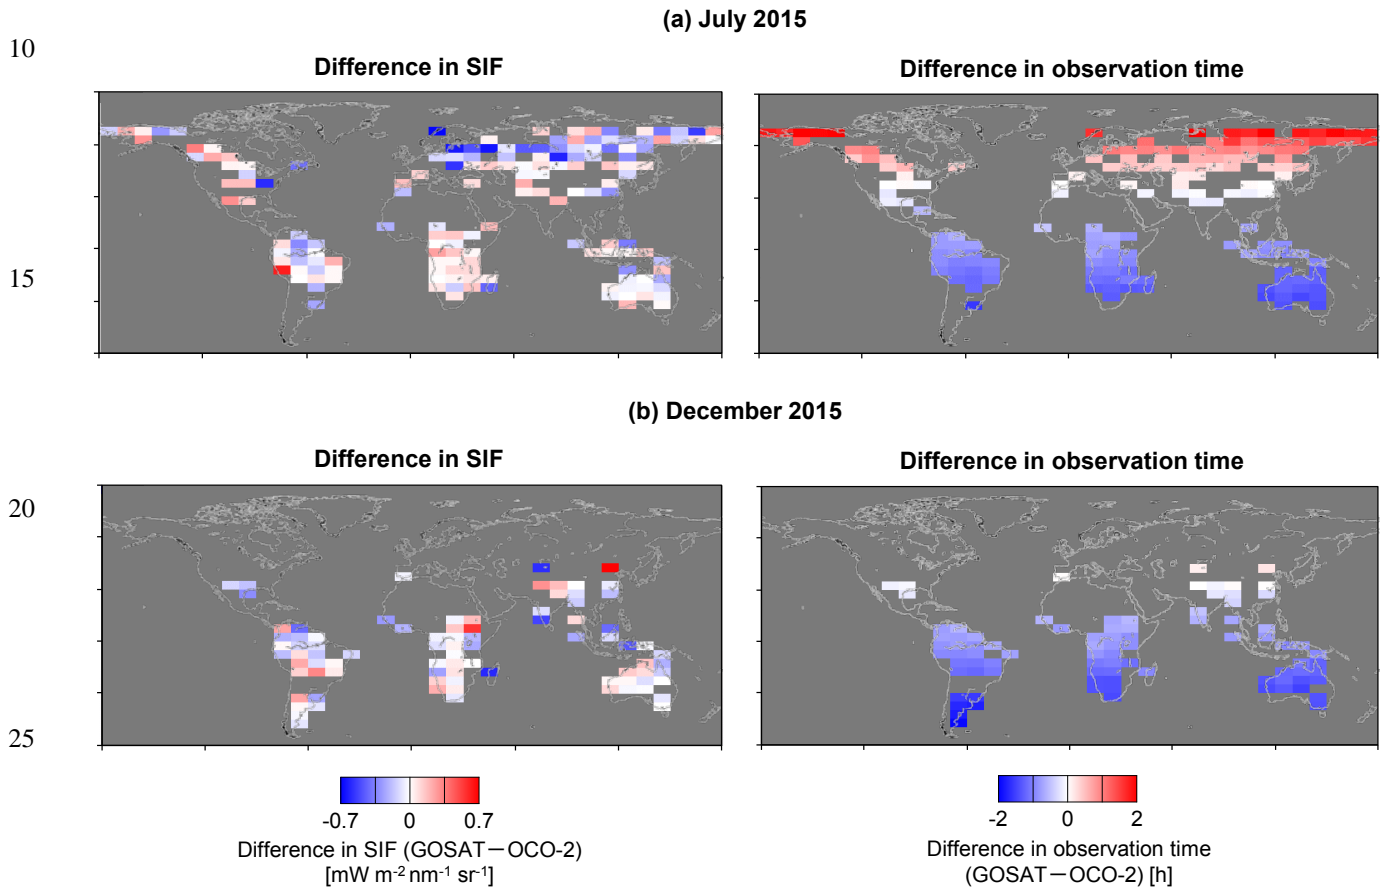 (a) July 2015
10
Difference in SIF
Difference in observation time
15
(b) December 2015
Difference in SIF
Difference in observation time
20
25
-0.7 0 0.7
Difference in SIF (GOSAT－OCO-2)
[mW m⁻² nm⁻¹ sr⁻¹]
-2 0 2
Difference in observation time
(GOSAT－OCO-2) [h]